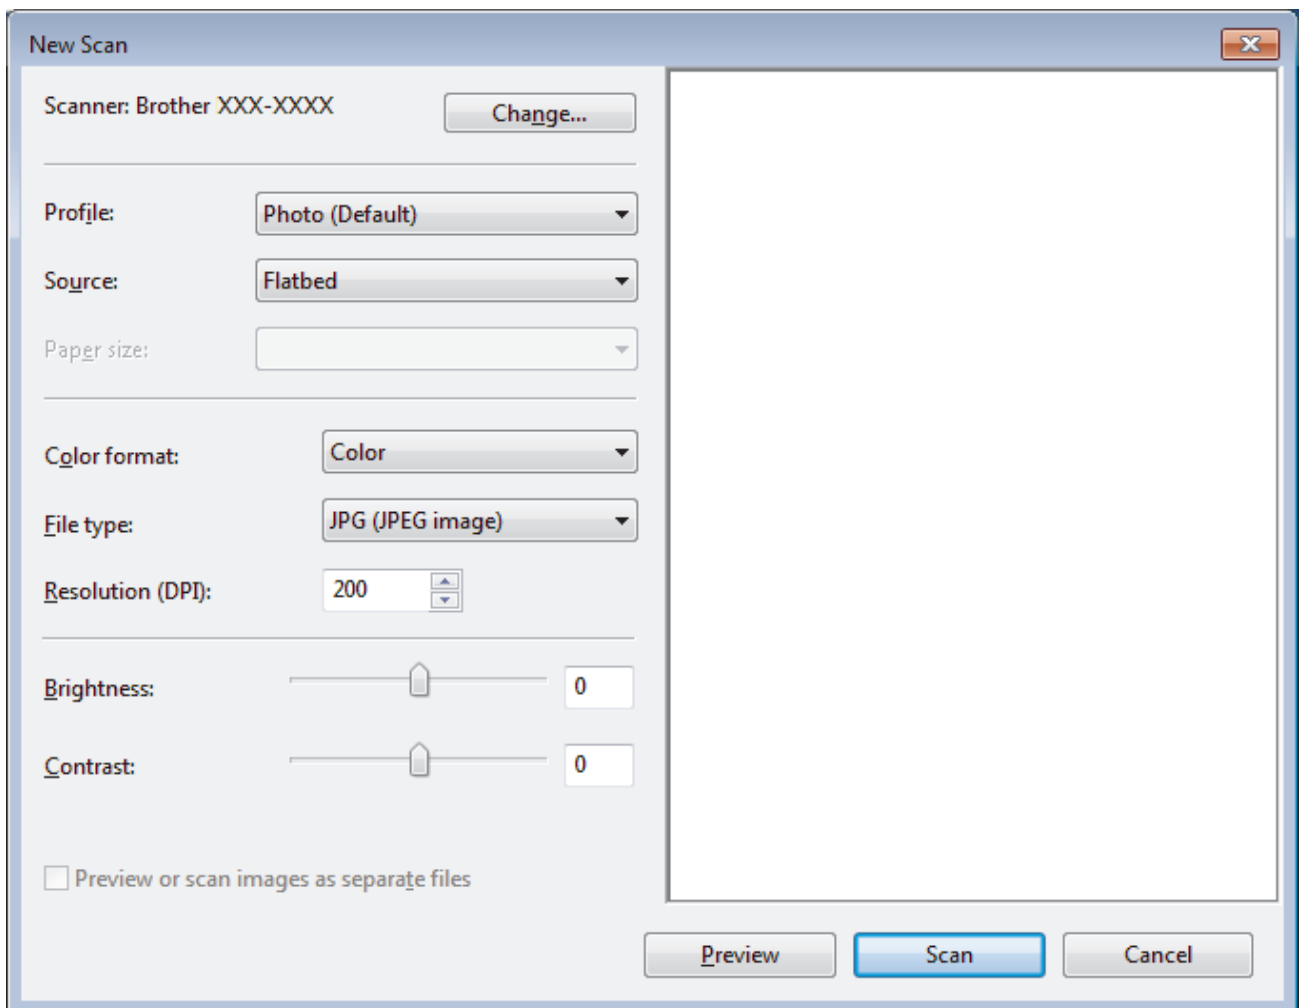 New Scan
Scanner: Brother XXX-XXXX
Change...
Profile:
Photo (Default)
Source:
Flatbed
Paper size:
Color format:
Color
File type:
JPG (JPEG image)
Resolution (DPI):
200
Brightness:
0
Contrast:
0
Preview or scan images as separate files
Preview
Scan
Cancel